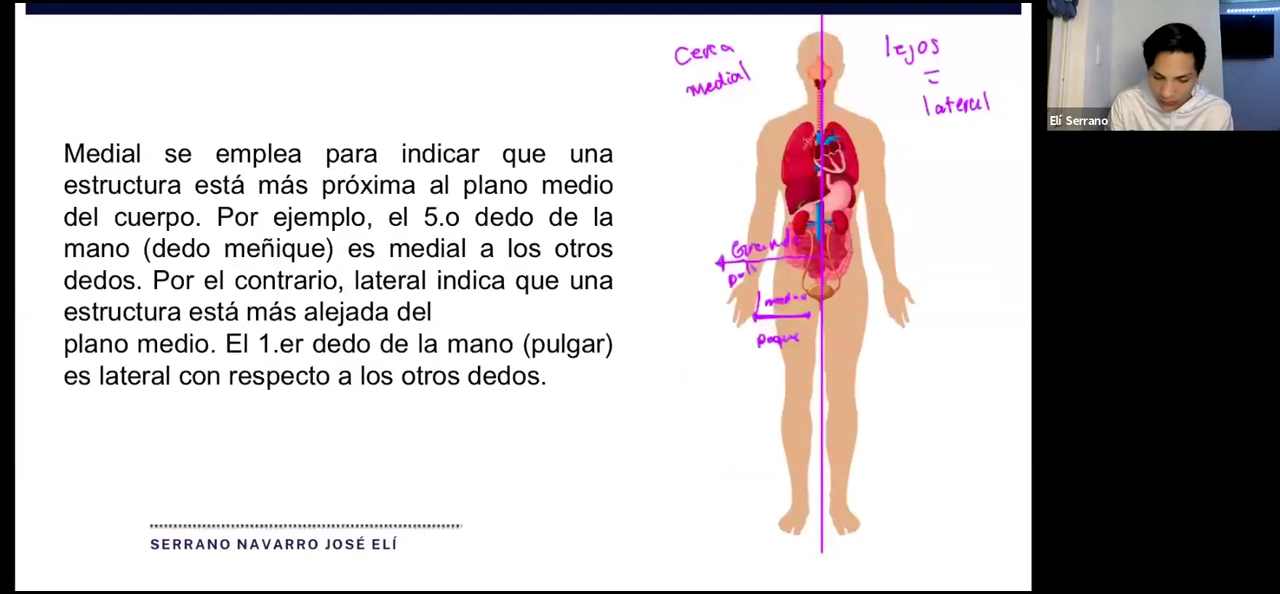 Cerca
medial
lejos
=
lateral
Medial se emplea para indicar que una
estructura está más próxima al plano medio
del cuerpo. Por ejemplo, el 5.o dedo de la
mano (dedo meñique) es medial a los otros
dedos. Por el contrario, lateral indica que una
estructura está más alejada del
plano medio. El 1.er dedo de la mano (pulgar)
es lateral con respecto a los otros dedos.
SERRANO NAVARRO JOSÉ ELÍ
Elí Serrano